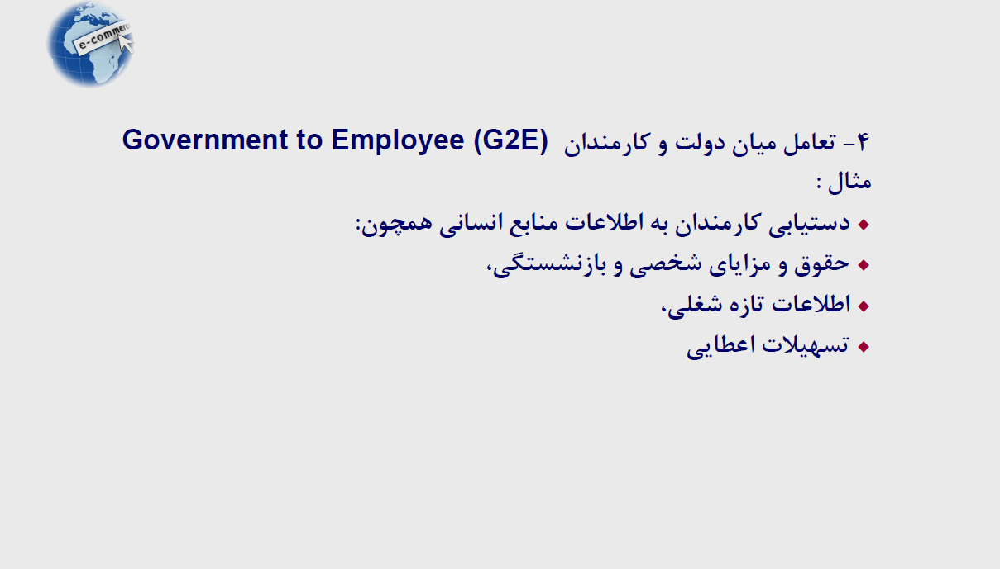 e-commerc
۴- تعامل میان دولت و کارمندان Government to Employee (G2E)
مثال :
دستیابی کارمندان به اطلاعات منابع انسانی همچون:
حقوق و مزایای شخصی و بازنشستگی،
اطلاعات تازه شغلی،
تسهیلات اعطایی